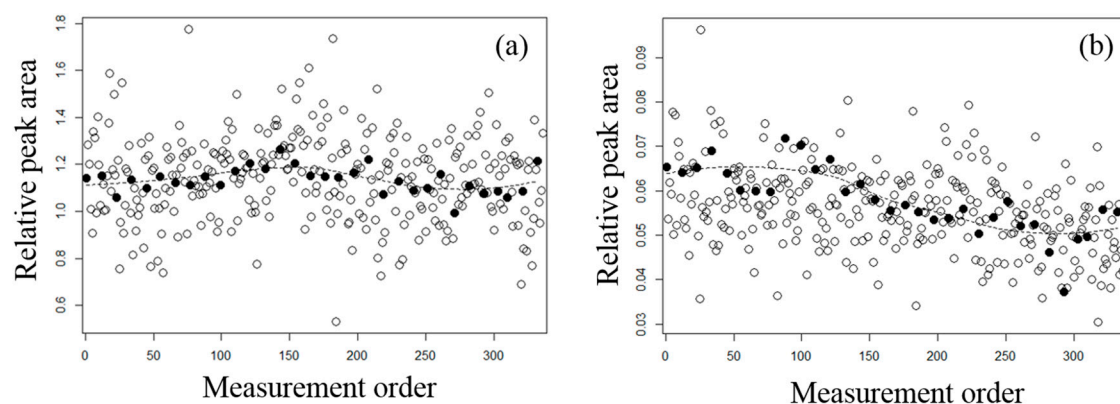 (a)
Relative peak area
1.8
1.6
1.4
1.2
1.0
0.8
0.6
0 50 100 150 200 250 300
Measurement order
(b)
Relative peak area
0.09
0.08
0.07
0.06
0.05
0.04
0.03
0 50 100 150 200 250 300
Measurement order